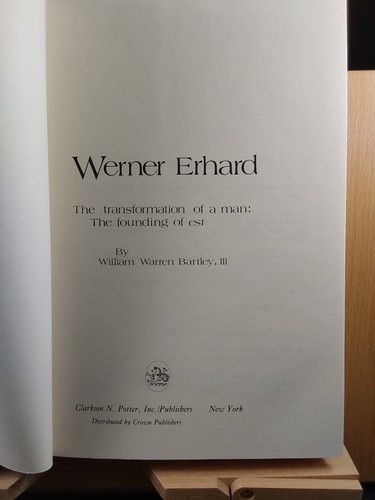 Werner Erhard
The transformation of a man:
The founding of est
By
William Warren Bartley, III
Clarkson N. Potter, Inc./Publishers New York
Distributed by Crown Publishers